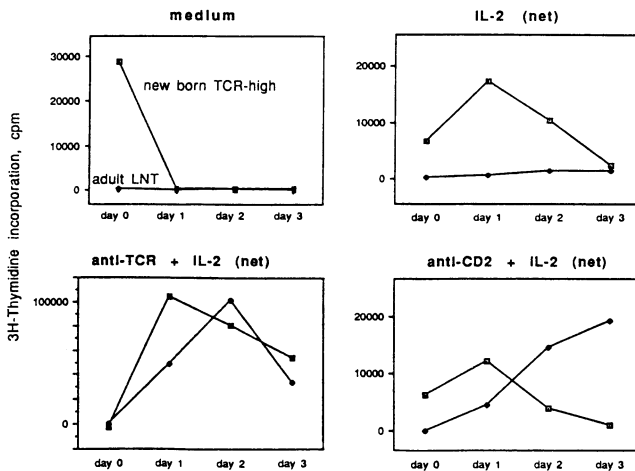 medium
IL-2 (net)
30000
20000
10000
0
new born TCR-high
adult LNT
day 0 day 1 day 2 day 3
20000
10000
0
day 0 day 1 day 2 day 3
3H-Thymidine incorporation, cpm
anti-TCR + IL-2 (net)
anti-CD2 + IL-2 (net)
100000
0
day 0 day 1 day 2 day 3
20000
10000
0
day 0 day 1 day 2 day 3